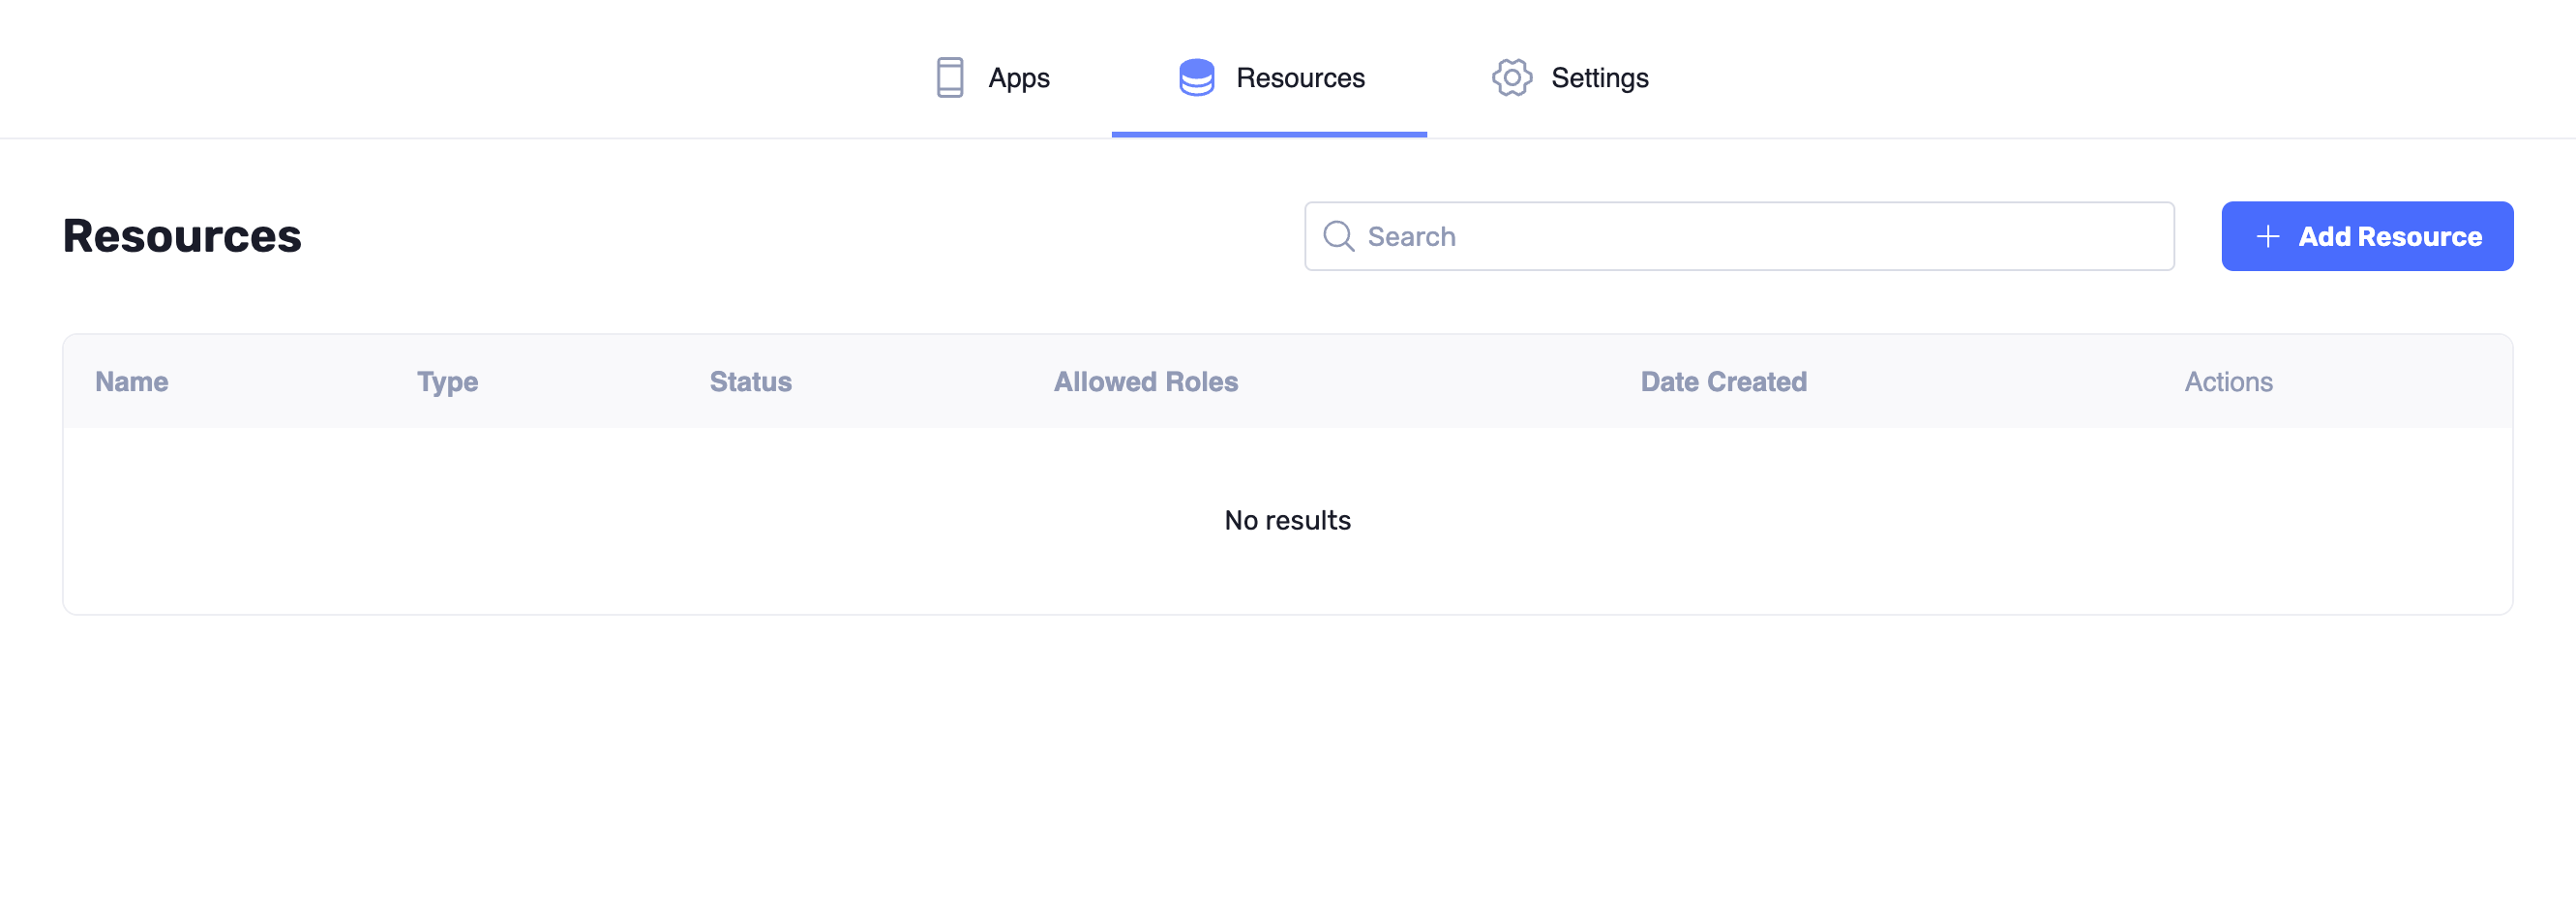 Apps Resources Settings
Resources Search Add Resource
Name Type Status Allowed Roles Date Created Actions
No results